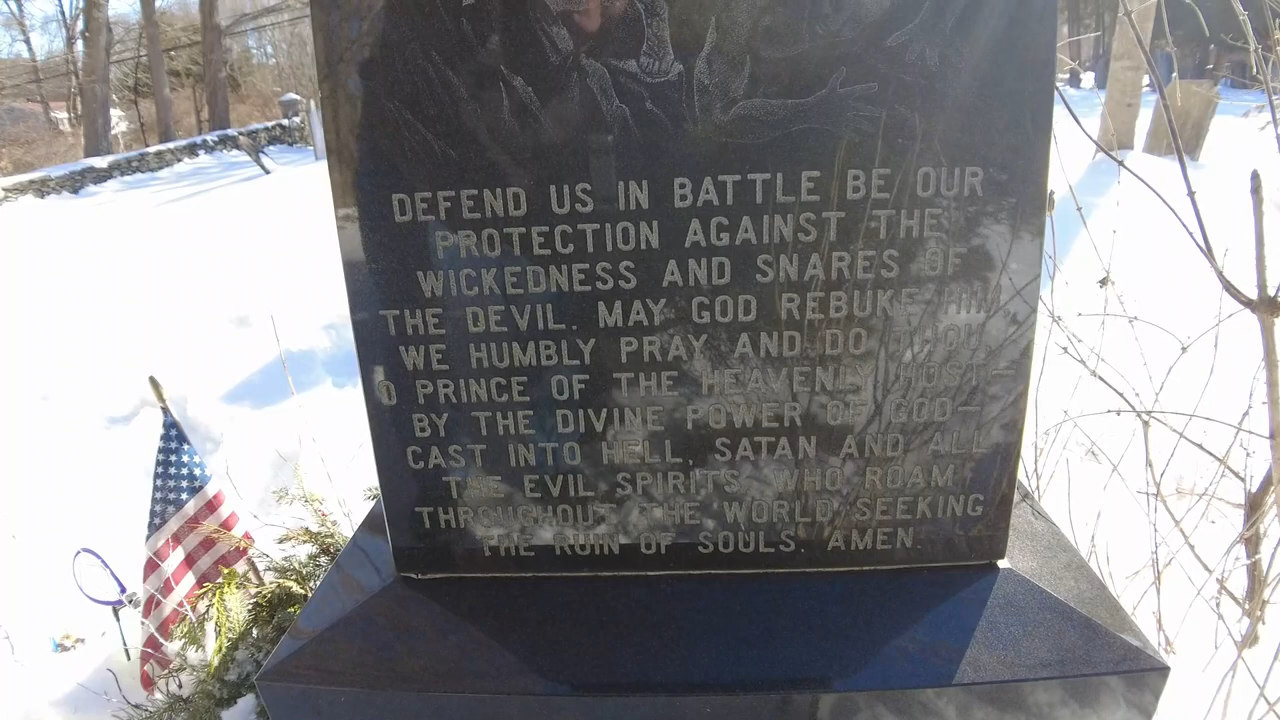 DEFEND US IN BATTLE BE OUR
PROTECTION AGAINST THE
WICKEDNESS AND SNARES OF
THE DEVIL. MAY GOD REBUKE HIM,
WE HUMBLY PRAY AND DO THOU
O PRINCE OF THE HEAVENLY HOST—
BY THE DIVINE POWER OF GOD—
CAST INTO HELL, SATAN AND ALL
THE EVIL SPIRITS, WHO ROAM
THROUGHOUT THE WORLD SEEKING
THE RUIN OF SOULS. AMEN.